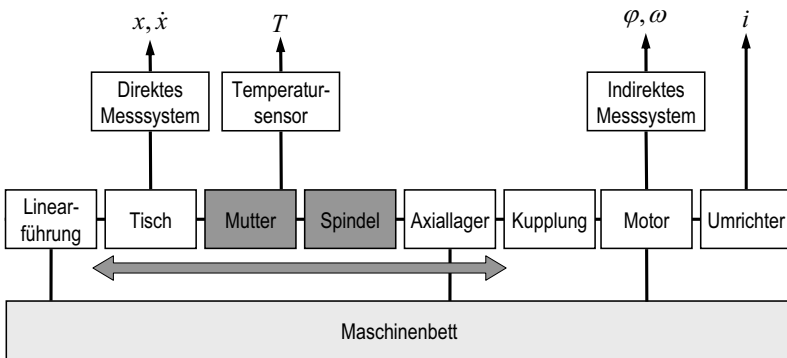 x, ẋ
T
φ, ω
i
Direktes
Messsystem
Temperatur-
sensor
Indirektes
Messsystem
Linear-
führung
Tisch
Mutter
Spindel
Axiallager
Kupplung
Motor
Umrichter
Maschinenbett